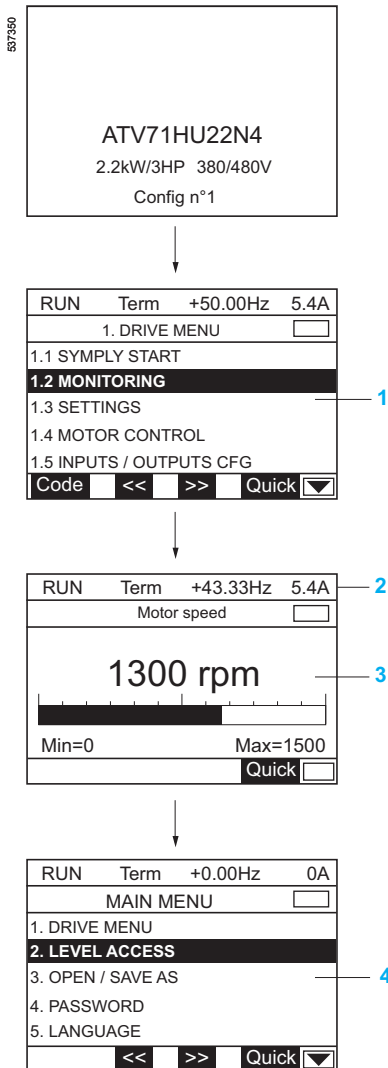 537350
ATV71HU22N4
2.2kW/3HP 380/480V
Config n°1
RUN Term +50.00Hz 5.4A
1. DRIVE MENU
1.1 SYMPLY START
1.2 MONITORING
1.3 SETTINGS
1.4 MOTOR CONTROL
1.5 INPUTS / OUTPUTS CFG
Code << >> Quick
1
RUN Term +43.33Hz 5.4A
2
Motor speed
1300 rpm
3
Min=0 Max=1500
Quick
RUN Term +0.00Hz 0A
MAIN MENU
1. DRIVE MENU
2. LEVEL ACCESS
3. OPEN / SAVE AS
4
4. PASSWORD
5. LANGUAGE
<< >> Quick